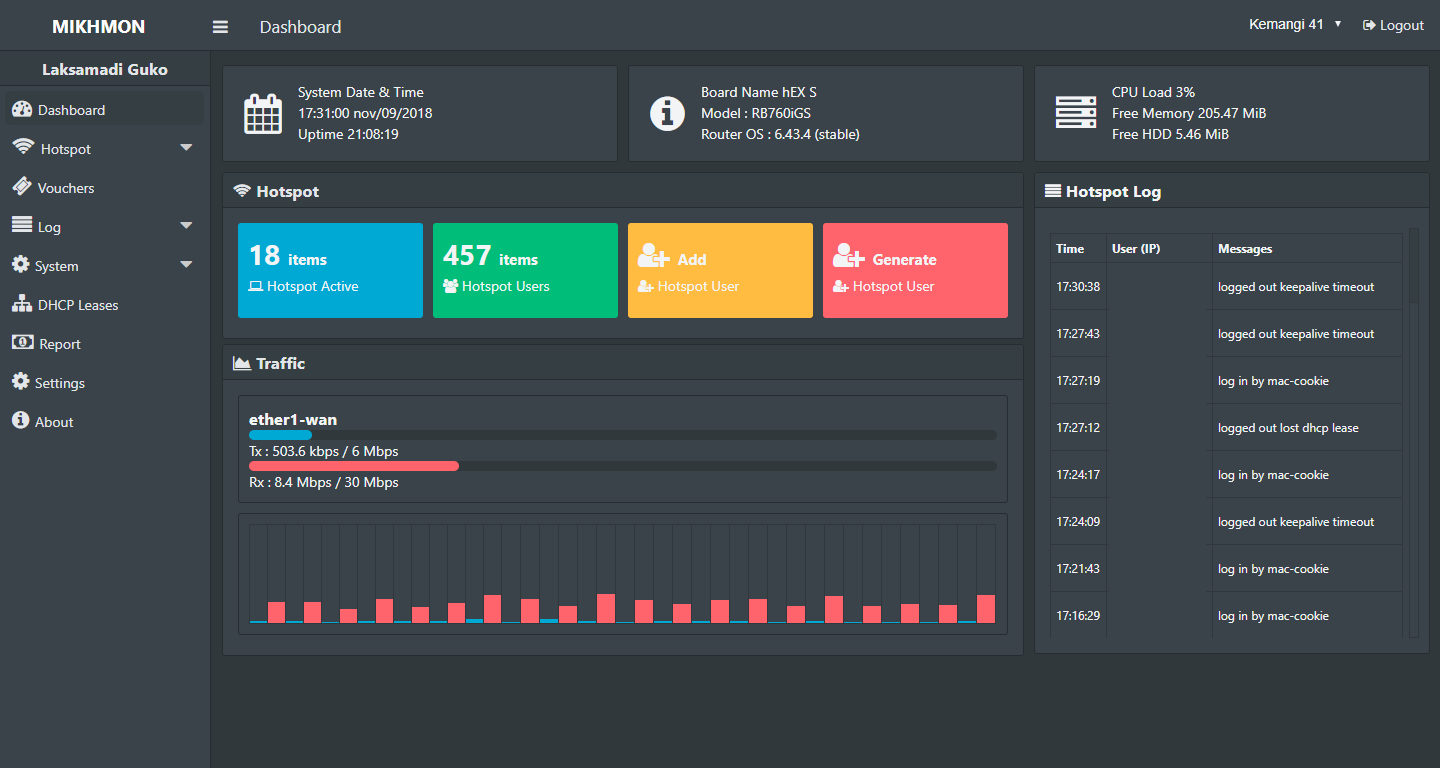 MIKHMON
Dashboard
Kemangi 41
Logout
Laksamadi Guko
Dashboard
Hotspot
Vouchers
Log
System
DHCP Leases
Report
Settings
About
System Date & Time
17:31:00 nov/09/2018
Uptime 21:08:19
Board Name hEX S
Model : RB760iGS
Router OS : 6.43.4 (stable)
CPU Load 3%
Free Memory 205.47 MiB
Free HDD 5.46 MiB
Hotspot
18 items
Hotspot Active
457 items
Hotspot Users
Add
Hotspot User
Generate
Hotspot User
Traffic
ether1-wan
Tx : 503.6 kbps / 6 Mbps
Rx : 8.4 Mbps / 30 Mbps
Hotspot Log
Time User (IP) Messages
17:30:38 logged out keepalive timeout
17:27:43 logged out keepalive timeout
17:27:19 log in by mac-cookie
17:27:12 logged out lost dhcp lease
17:24:17 log in by mac-cookie
17:24:09 logged out keepalive timeout
17:21:43 log in by mac-cookie
17:16:29 log in by mac-cookie